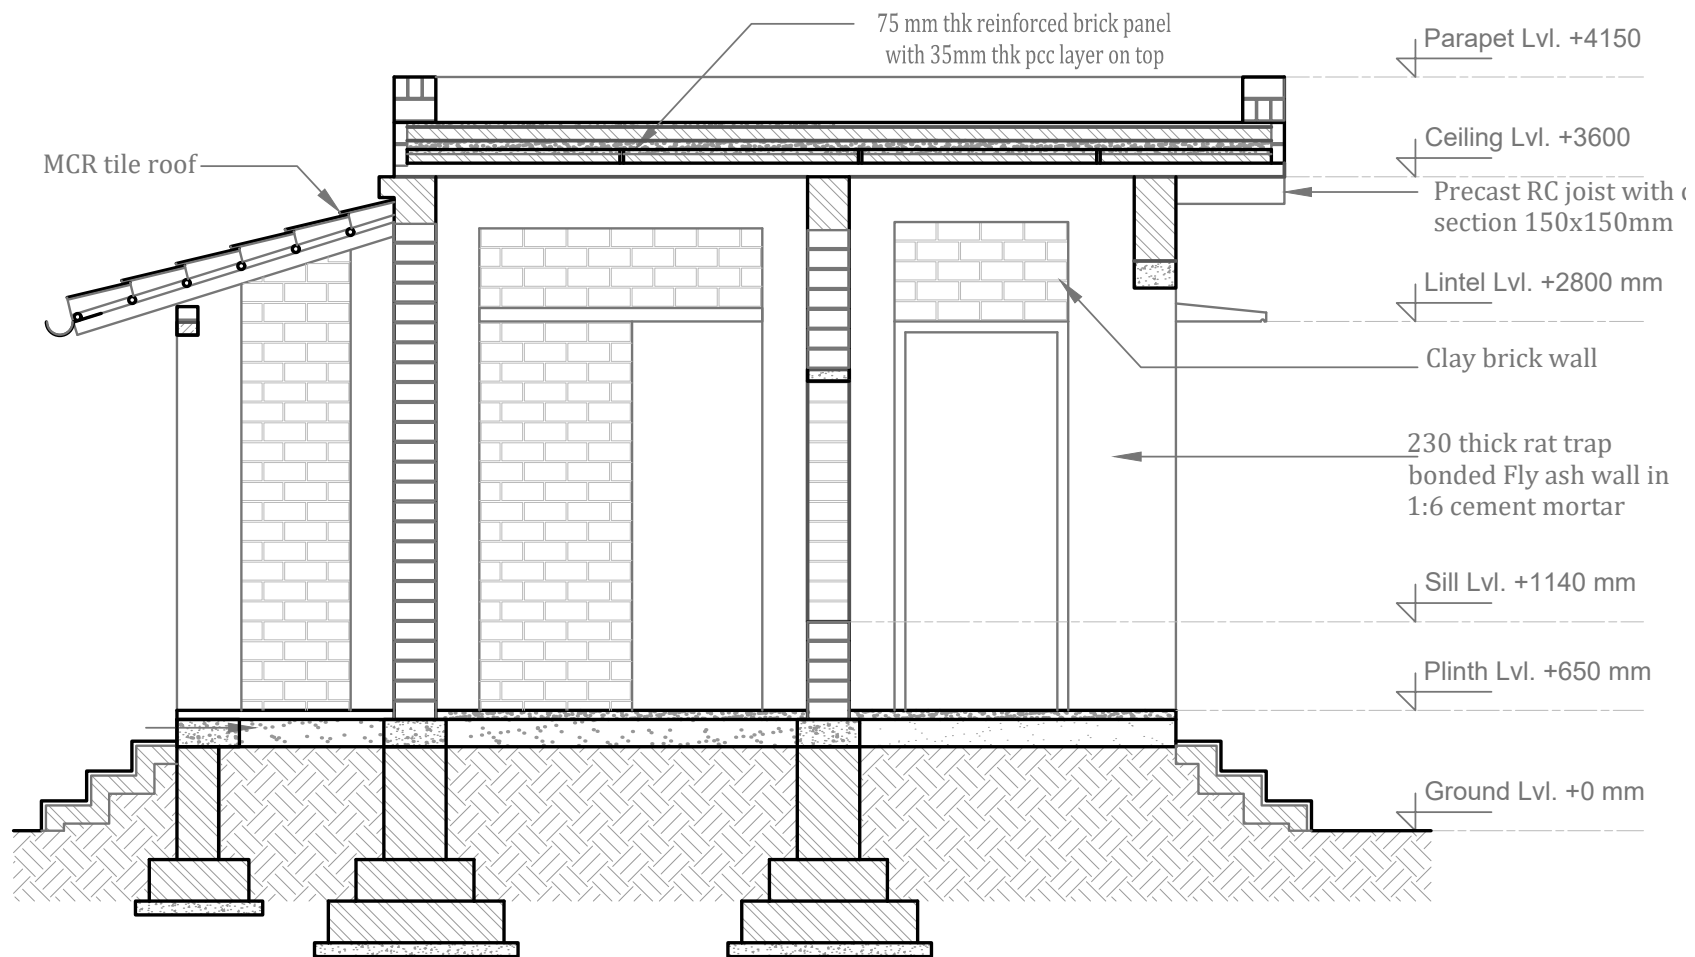 75 mm thk reinforced brick panel
with 35mm thk pcc layer on top
Parapet Lvl. +4150
MCR tile roof
Ceiling Lvl. +3600
Precast RC joist with
section 150x150mm
Lintel Lvl. +2800 mm
Clay brick wall
230 thick rat trap
bonded Fly ash wall in
1:6 cement mortar
Sill Lvl. +1140 mm
Plinth Lvl. +650 mm
Ground Lvl. +0 mm